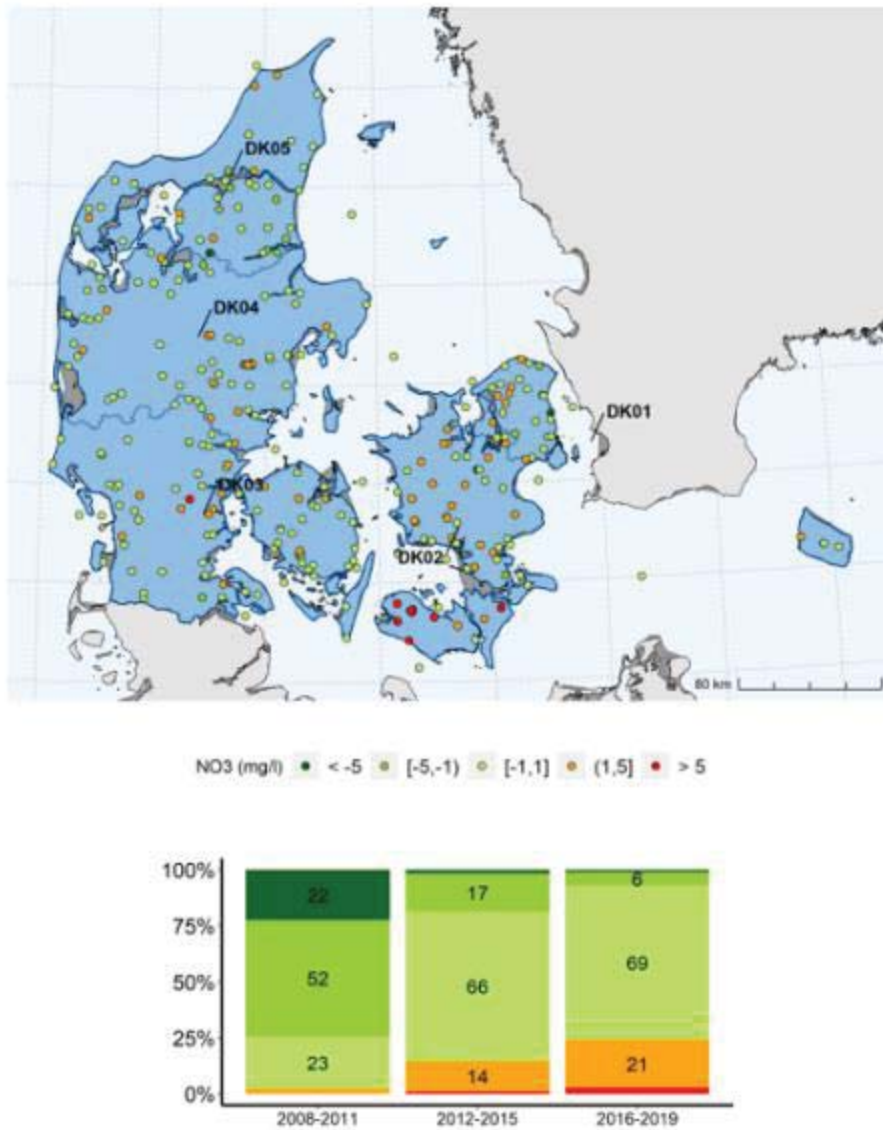 DK05
DK04
DK01
DK03
DK02
80 km
NO3 (mg/l) < -5 [-5,-1) [-1,1] (1,5] > 5
100%
75%
50%
25%
0%
22
52
23
17
66
14
6
69
21
2008-2011
2012-2015
2016-2019